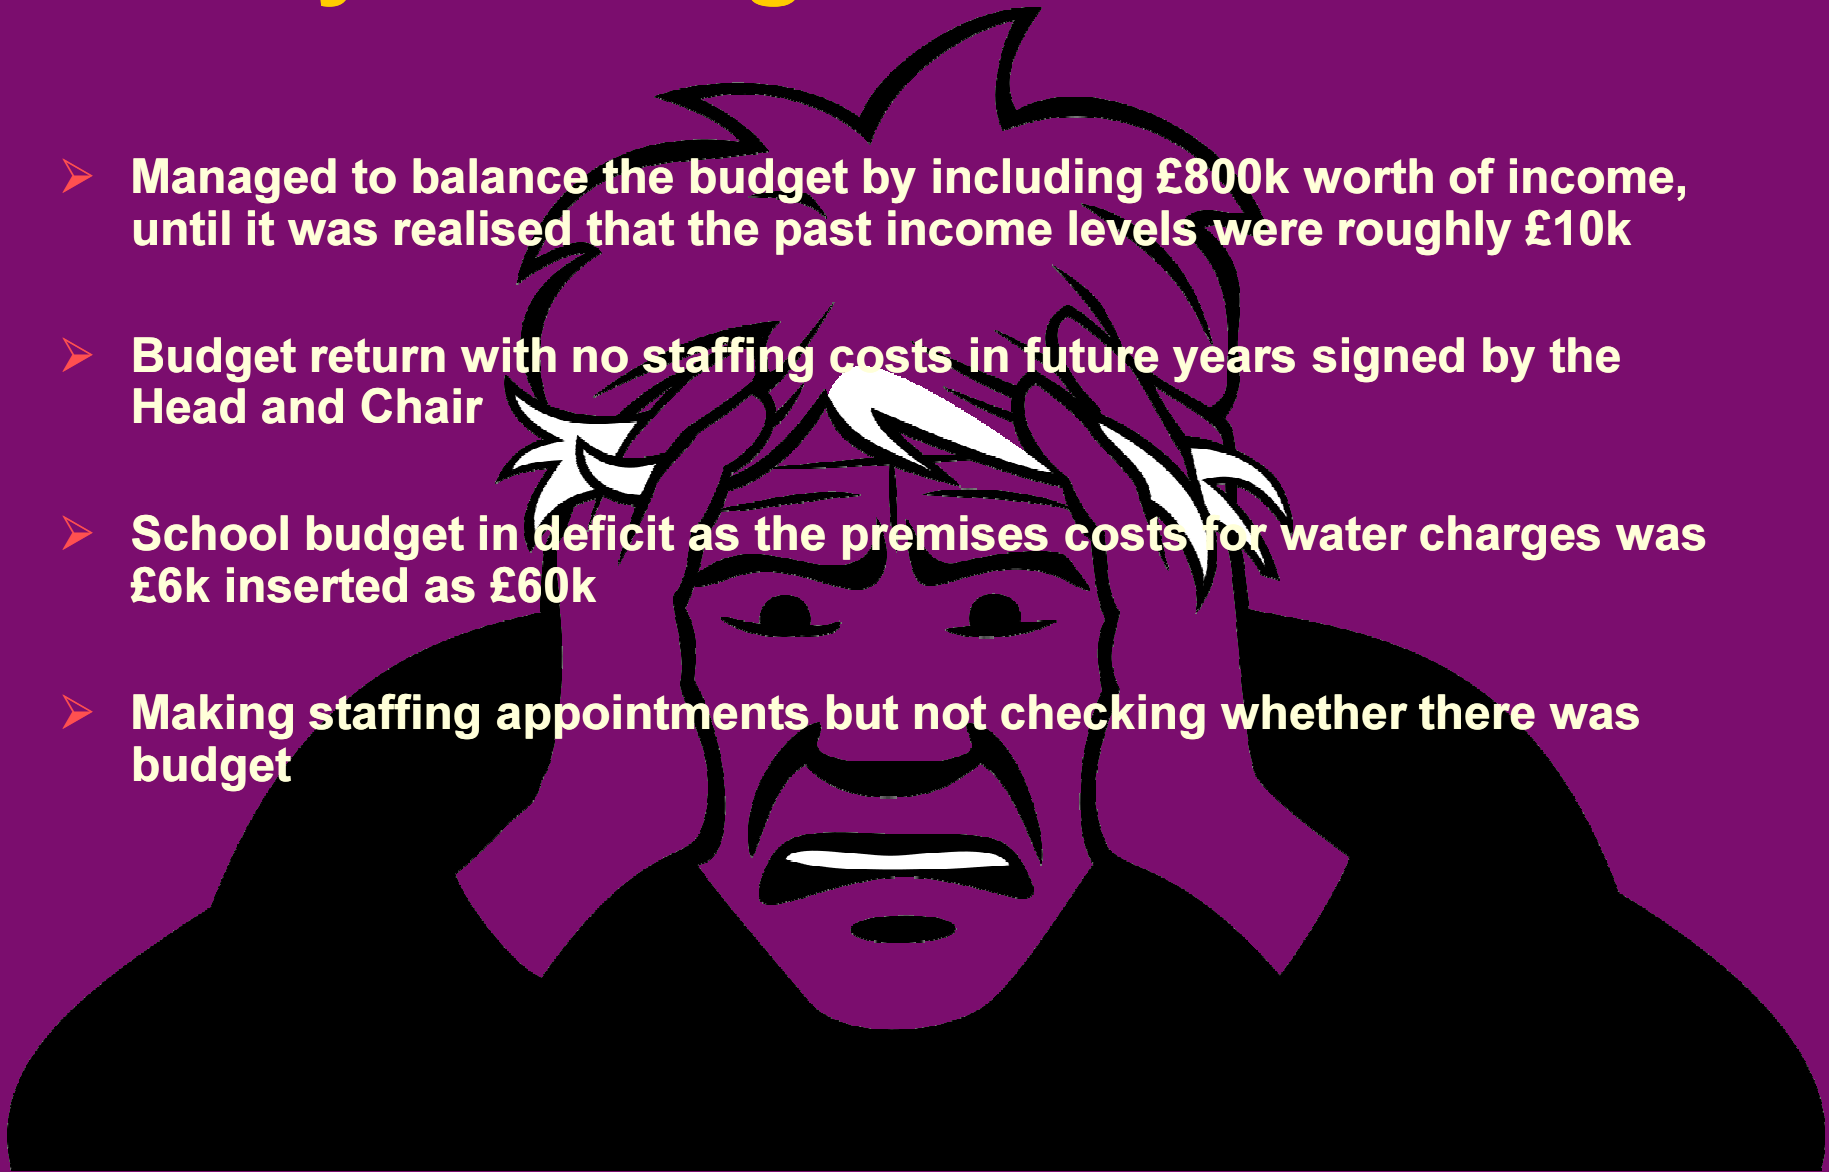 Managed to balance the budget by including £800k worth of income,
until it was realised that the past income levels were roughly £10k
Budget return with no staffing costs in future years signed by the
Head and Chair
School budget in deficit as the premises costs for water charges was
£6k inserted as £60k
Making staffing appointments but not checking whether there was
budget